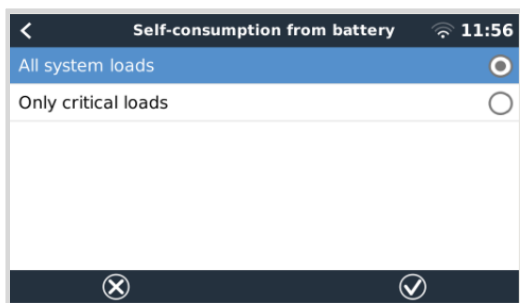 Self-consumption from battery 11:56
All system loads
Only critical loads